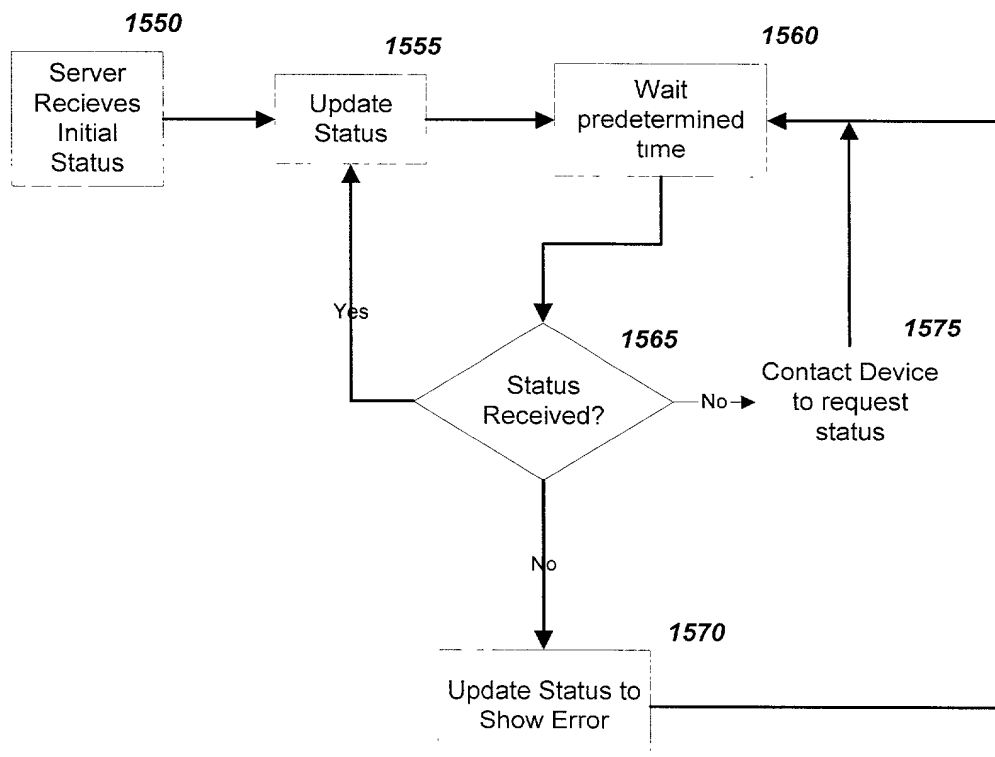 1550
Server
Recieves
Initial
Status
1555
Update
Status
1560
Wait
predetermined
time
Yes
1565
Status
Received?
No
1575
Contact Device
to request
status
No
1570
Update Status to
Show Error